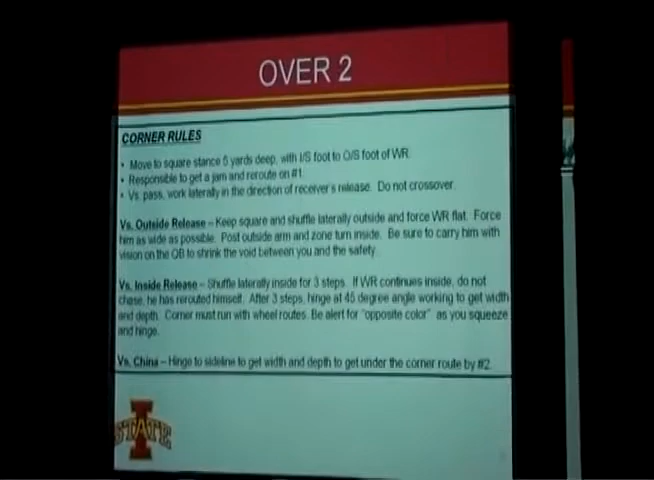 OVER 2
CORNER RULES
• Move to square stance 5 yards deep, with I/S foot to O/S foot of WR.
• Responsible to get a jam and reroute on #1.
• Vs. pass, work laterally in the direction of receiver's release. Do not crossover.
Vs. Outside Release – Keep square and shuffle laterally outside and force WR flat. Force
him as wide as possible. Post outside arm and zone turn inside. Be sure to carry him with
vision on the QB to shrink the void between you and the safety.
Vs. Inside Release – Shuffle laterally inside for 3 steps. If WR continues inside, do not
chase, he has rerouted himself. After 3 steps, hinge at 45 degree angle working to get width
and depth. Corner must run with wheel routes. Be alert for "opposite color" as you squeeze
and hinge.
Vs. China – Hinge to sideline to get width and depth to get under the corner route by #2.
I
STATE